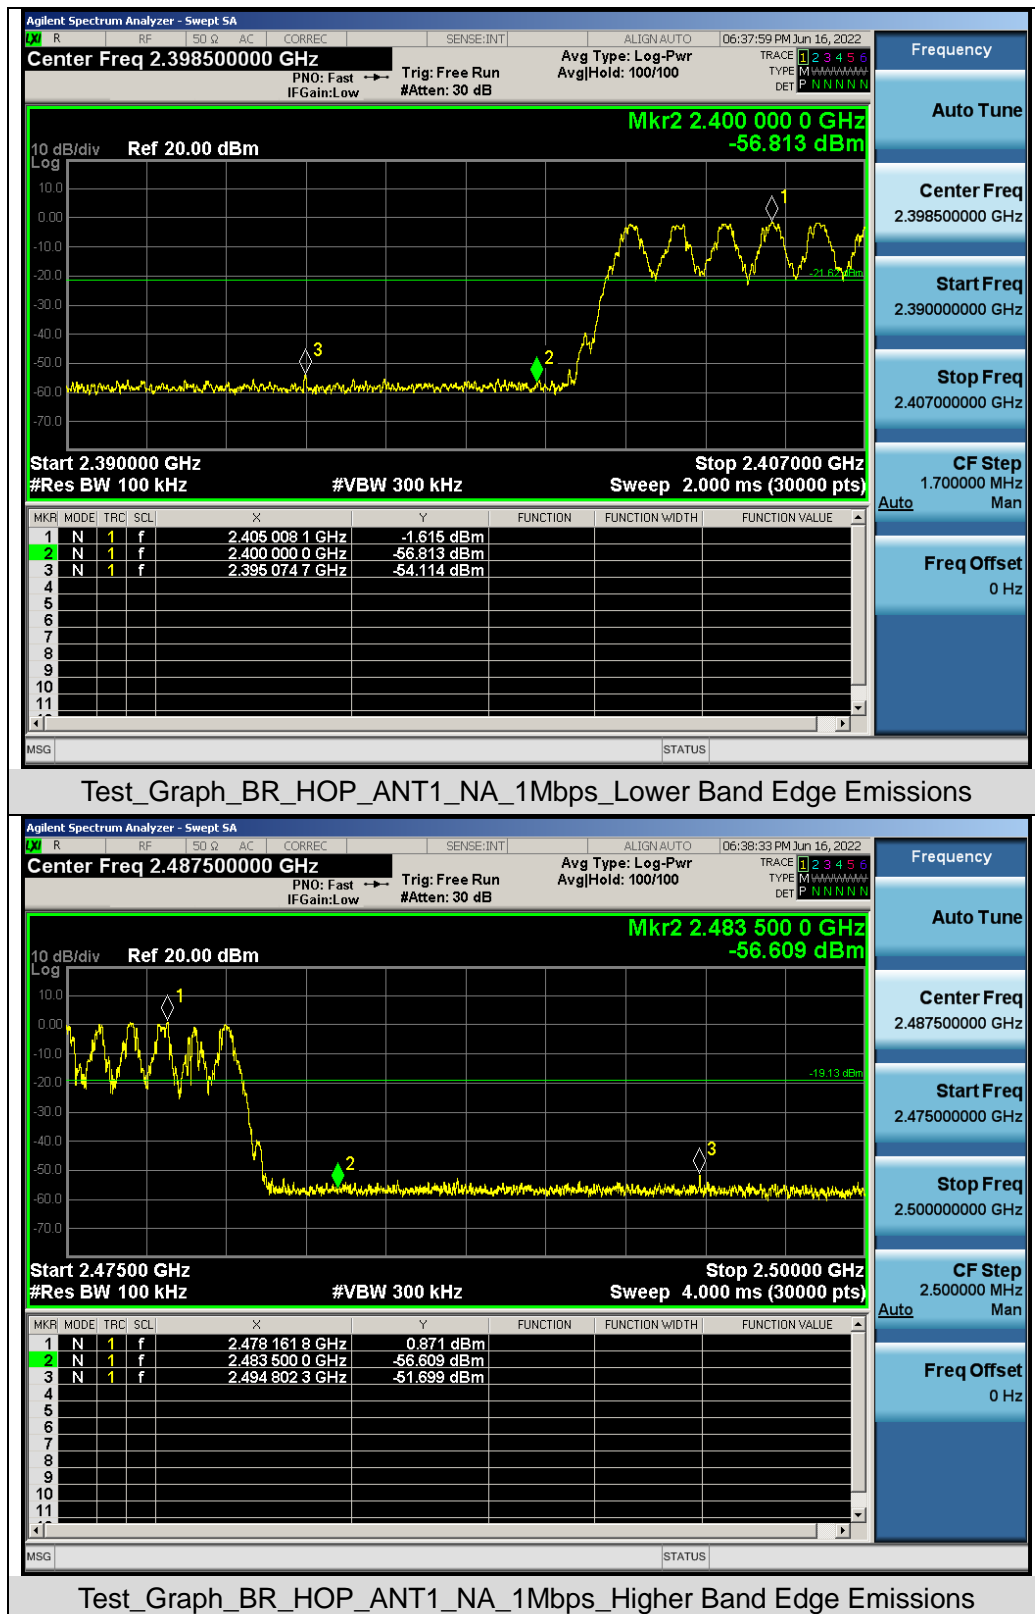 Agilent Spectrum Analyzer - Swept SA
LXI R RF 50 Ω AC CORREC SENSE:INT ALIGN AUTO 06:37:59 PM Jun 16, 2022
Center Freq 2.398500000 GHz
PNO: Fast
IFGain:Low
Trig: Free Run
#Atten: 30 dB
Avg Type: Log-Pwr
Avg|Hold: 100/100
TRACE 1 2 3 4 5 6
TYPE M
DET P N N N N N
Mkr2 2.400 000 0 GHz
-56.813 dBm
10 dB/div Ref 20.00 dBm
Log
10.0
0.00
-10.0
-20.0
-30.0
-40.0
-50.0
-60.0
-70.0
1
2
3
-21.62 dBm
Start 2.390000 GHz Stop 2.407000 GHz
#Res BW 100 kHz #VBW 300 kHz Sweep 2.000 ms (30000 pts)
MKR MODE TRC SCL X Y FUNCTION FUNCTION WIDTH FUNCTION VALUE
1 N 1 f 2.405 008 1 GHz -1.615 dBm
2 N 1 f 2.400 000 0 GHz -56.813 dBm
3 N 1 f 2.395 074 7 GHz -54.114 dBm
4
5
6
7
8
9
10
11
MSG STATUS
Frequency
Auto Tune
Center Freq
2.398500000 GHz
Start Freq
2.390000000 GHz
Stop Freq
2.407000000 GHz
CF Step
1.700000 MHz
Auto Man
Freq Offset
0 Hz
Test_Graph_BR_HOP_ANT1_NA_1Mbps_Lower Band Edge Emissions
Agilent Spectrum Analyzer - Swept SA
LXI R RF 50 Ω AC CORREC SENSE:INT ALIGN AUTO 06:38:33 PM Jun 16, 2022
Center Freq 2.487500000 GHz
PNO: Fast
IFGain:Low
Trig: Free Run
#Atten: 30 dB
Avg Type: Log-Pwr
Avg|Hold: 100/100
TRACE 1 2 3 4 5 6
TYPE M
DET P N N N N N
Mkr2 2.483 500 0 GHz
-56.609 dBm
10 dB/div Ref 20.00 dBm
Log
10.0
0.00
-10.0
-20.0
-30.0
-40.0
-50.0
-60.0
-70.0
1
2
3
-19.13 dBm
Start 2.47500 GHz Stop 2.50000 GHz
#Res BW 100 kHz #VBW 300 kHz Sweep 4.000 ms (30000 pts)
MKR MODE TRC SCL X Y FUNCTION FUNCTION WIDTH FUNCTION VALUE
1 N 1 f 2.478 161 8 GHz 0.871 dBm
2 N 1 f 2.483 500 0 GHz -56.609 dBm
3 N 1 f 2.494 802 3 GHz -51.699 dBm
4
5
6
7
8
9
10
11
MSG STATUS
Frequency
Auto Tune
Center Freq
2.487500000 GHz
Start Freq
2.475000000 GHz
Stop Freq
2.500000000 GHz
CF Step
2.500000 MHz
Auto Man
Freq Offset
0 Hz
Test_Graph_BR_HOP_ANT1_NA_1Mbps_Higher Band Edge Emissions